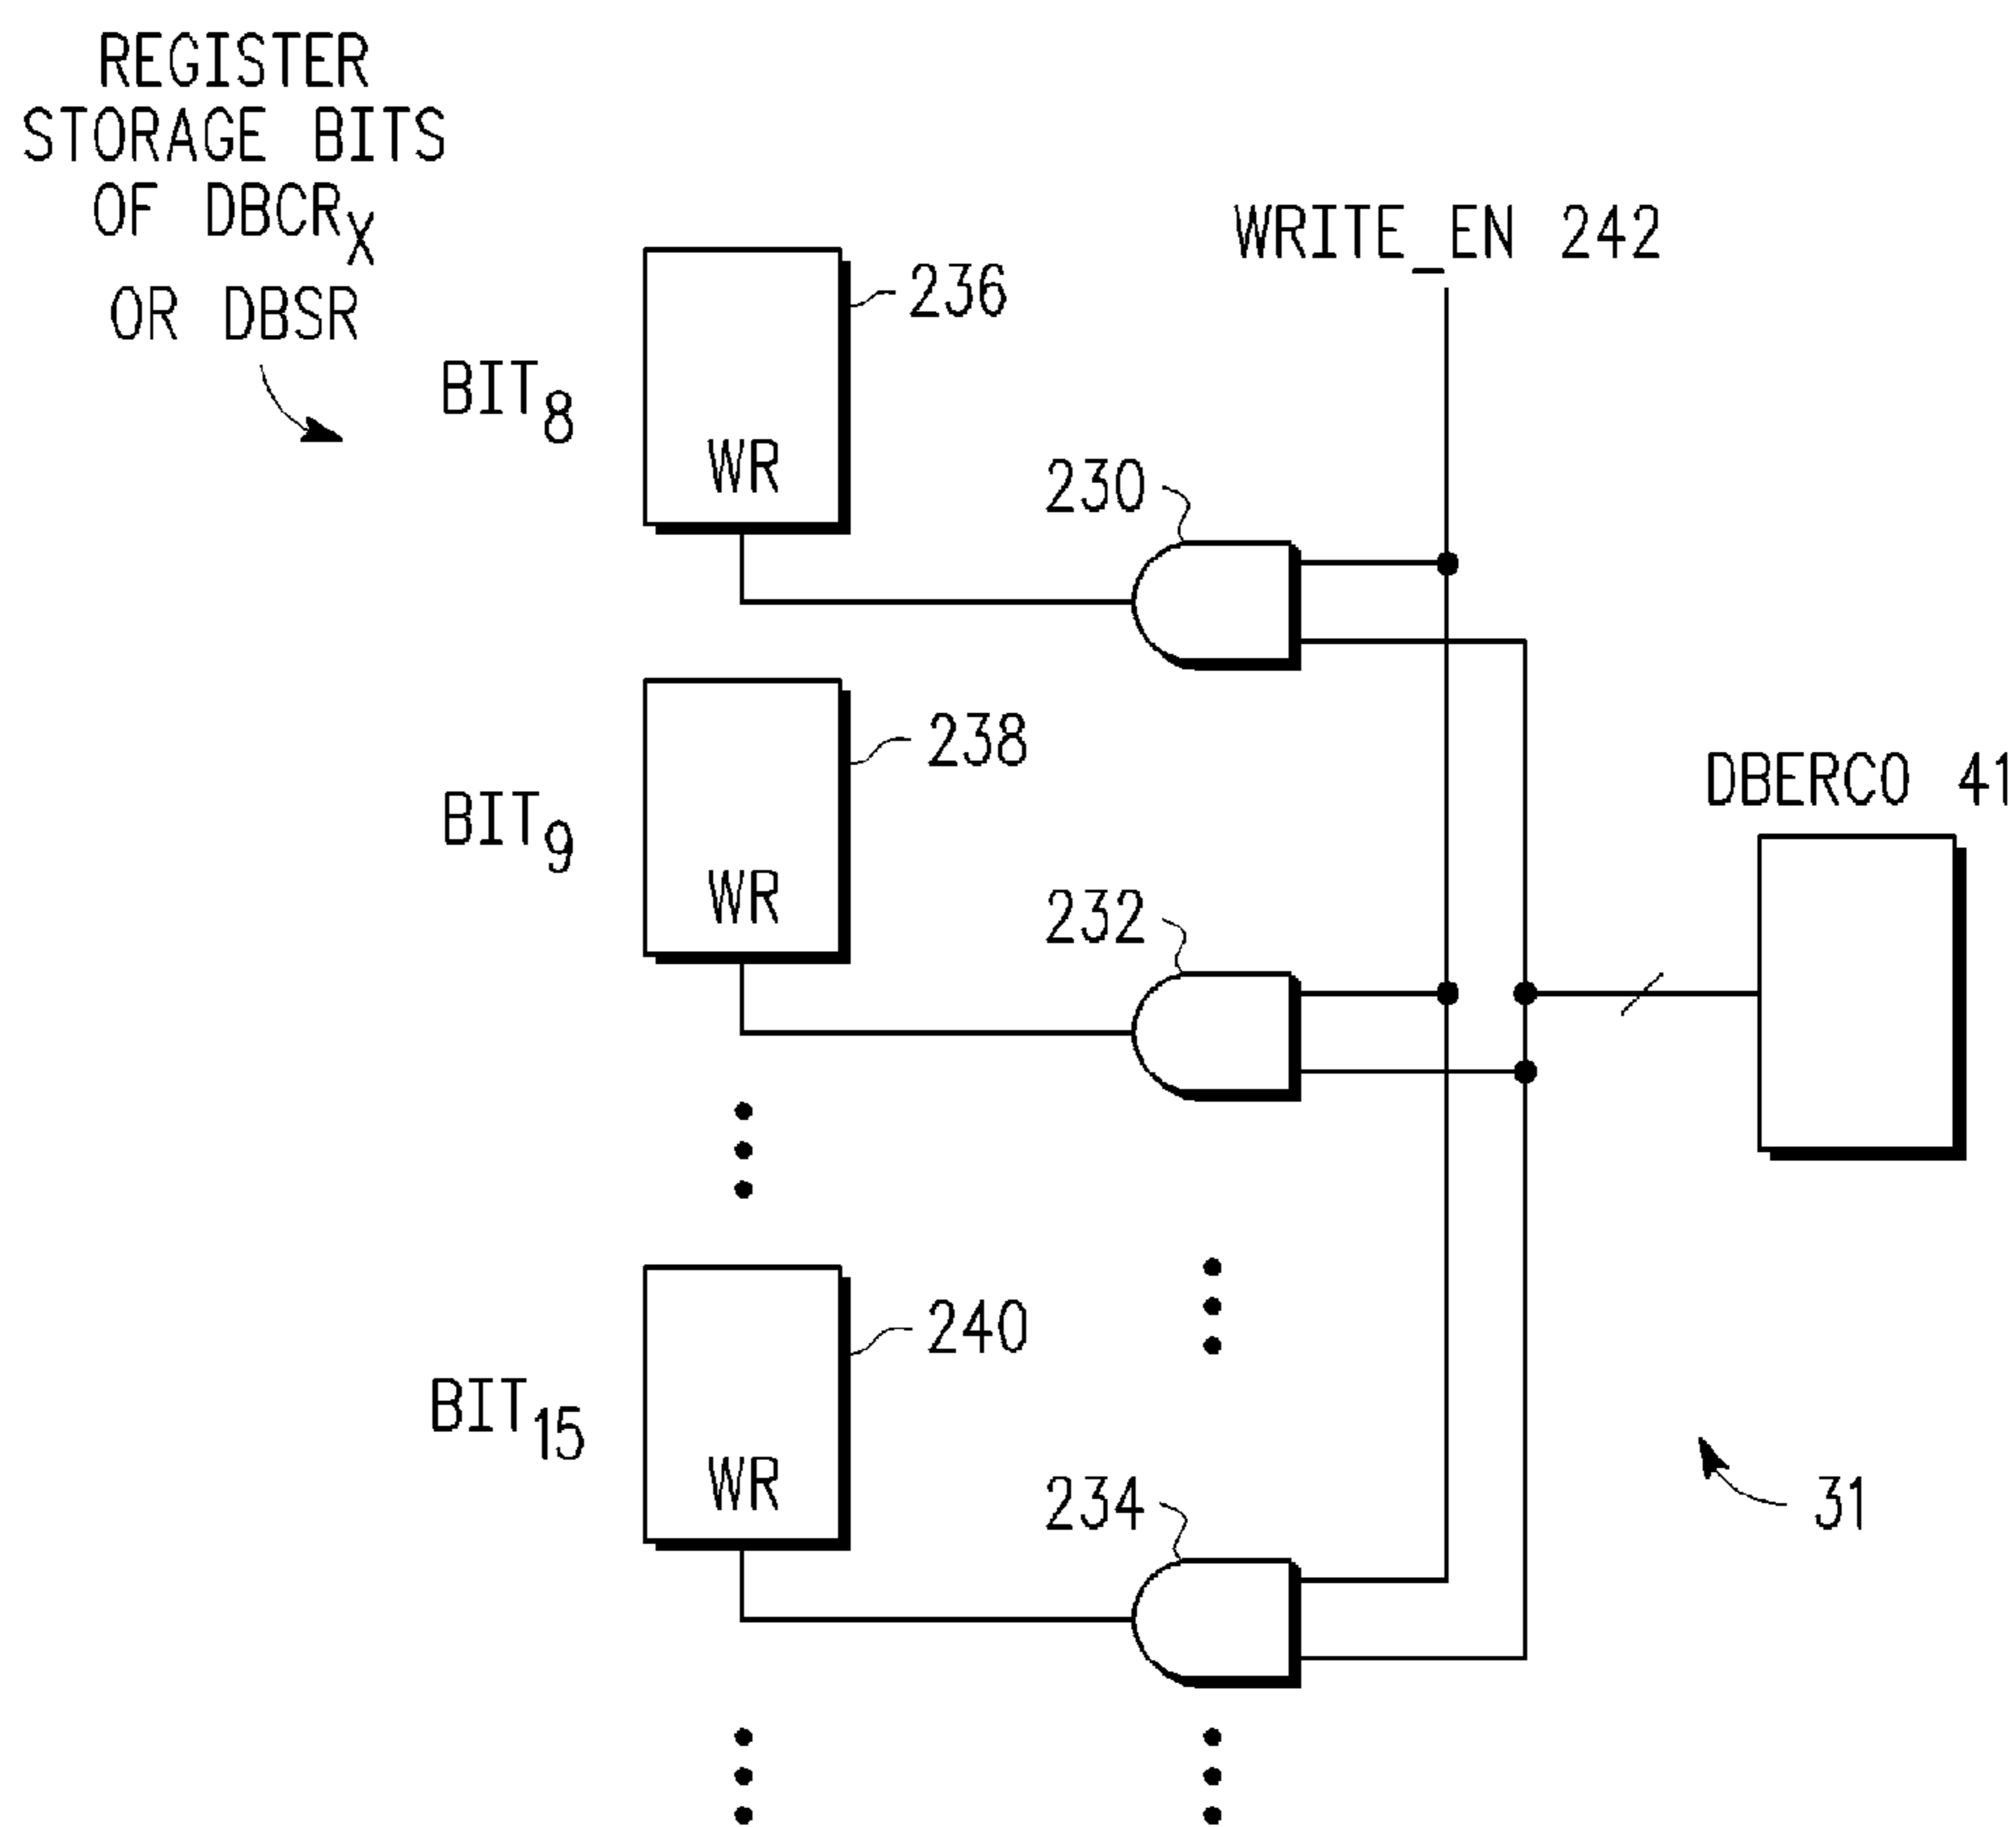 REGISTER
STORAGE BITS
OF DBCRX
OR DBSR
WRITE_EN 242
236
BIT8
WR
230
238
DBERCO 41
BIT9
WR
232
240
BIT15
WR
234
31